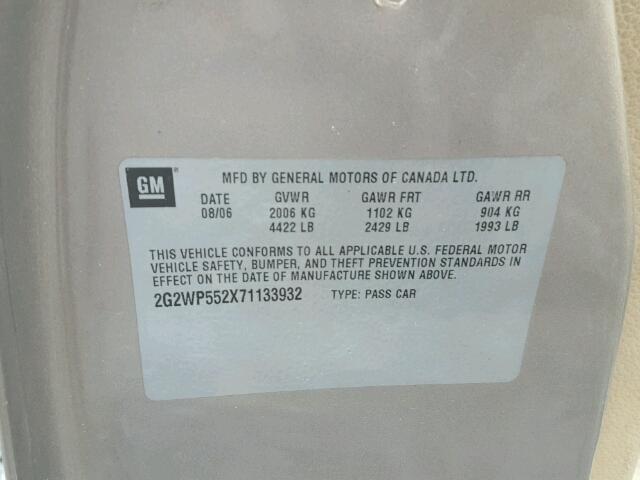 GM
MFD BY GENERAL MOTORS OF CANADA LTD.
DATE GVWR GAWR FRT GAWR RR
08/06 2006 KG 1102 KG 904 KG
4422 LB 2429 LB 1993 LB
THIS VEHICLE CONFORMS TO ALL APPLICABLE U.S. FEDERAL MOTOR
VEHICLE SAFETY, BUMPER, AND THEFT PREVENTION STANDARDS IN
EFFECT ON THE DATE OF MANUFACTURE SHOWN ABOVE.
2G2WP552X71133932 TYPE: PASS CAR